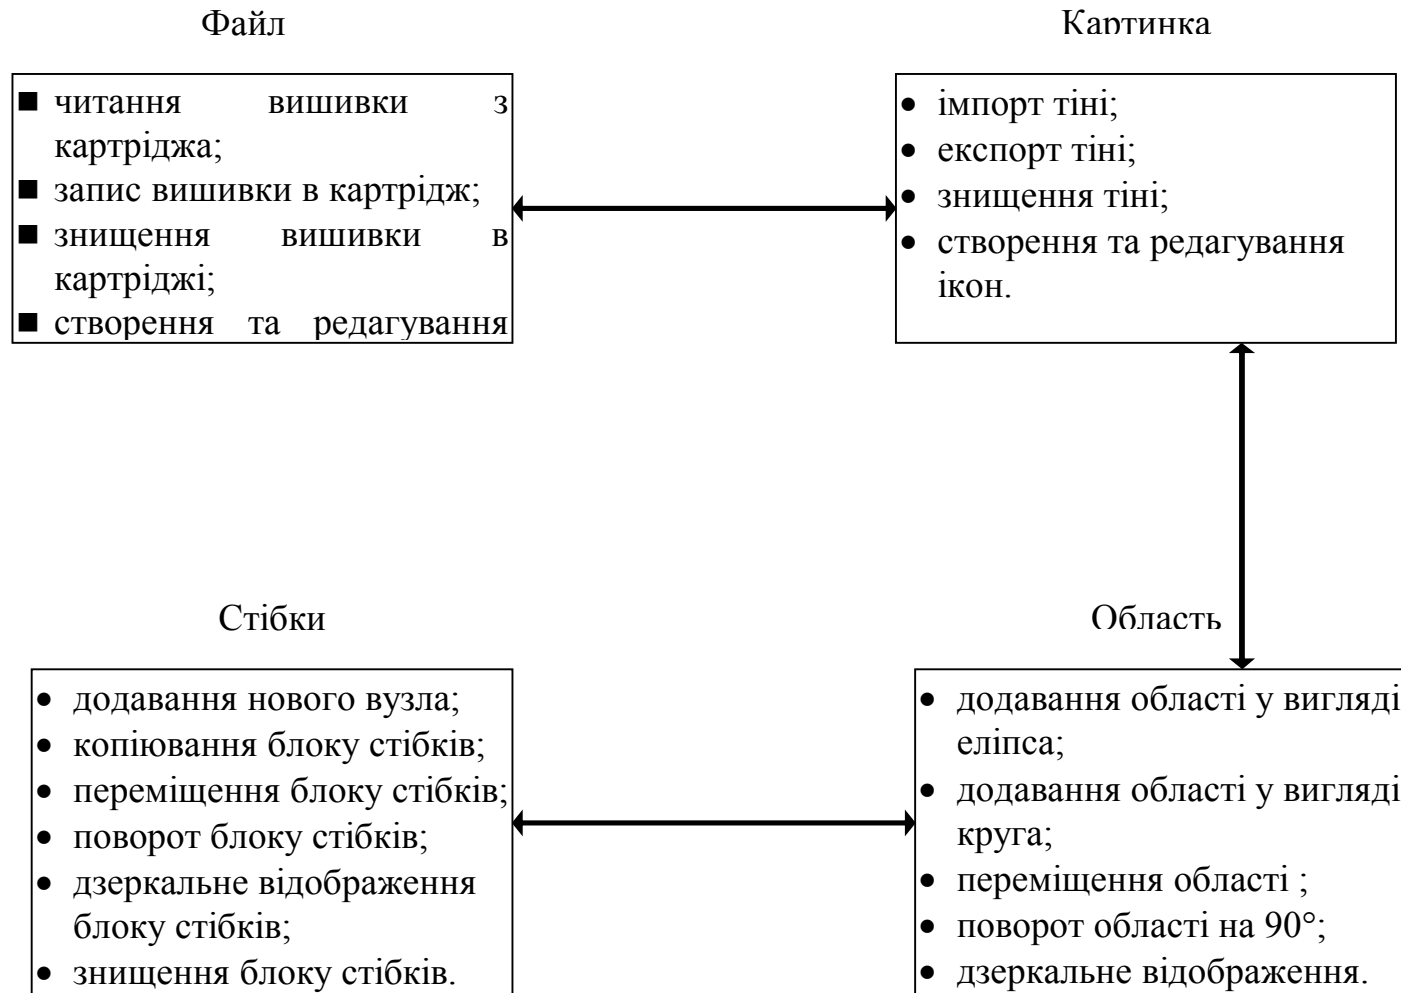 Файл
■ читання вишивки з
картріджа;
■ запис вишивки в картрідж;
■ знищення вишивки в
картріджі;
■ створення та редагування
Картинка
• імпорт тіні;
• експорт тіні;
• знищення тіні;
• створення та редагування
ікон.
Стібки
• додавання нового вузла;
• копіювання блоку стібків;
• переміщення блоку стібків;
• поворот блоку стібків;
• дзеркальне відображення
блоку стібків;
• знищення блоку стібків.
Область
• додавання області у вигляді
еліпса;
• додавання області у вигляді
круга;
• переміщення області ;
• поворот області на 90°;
• дзеркальне відображення.